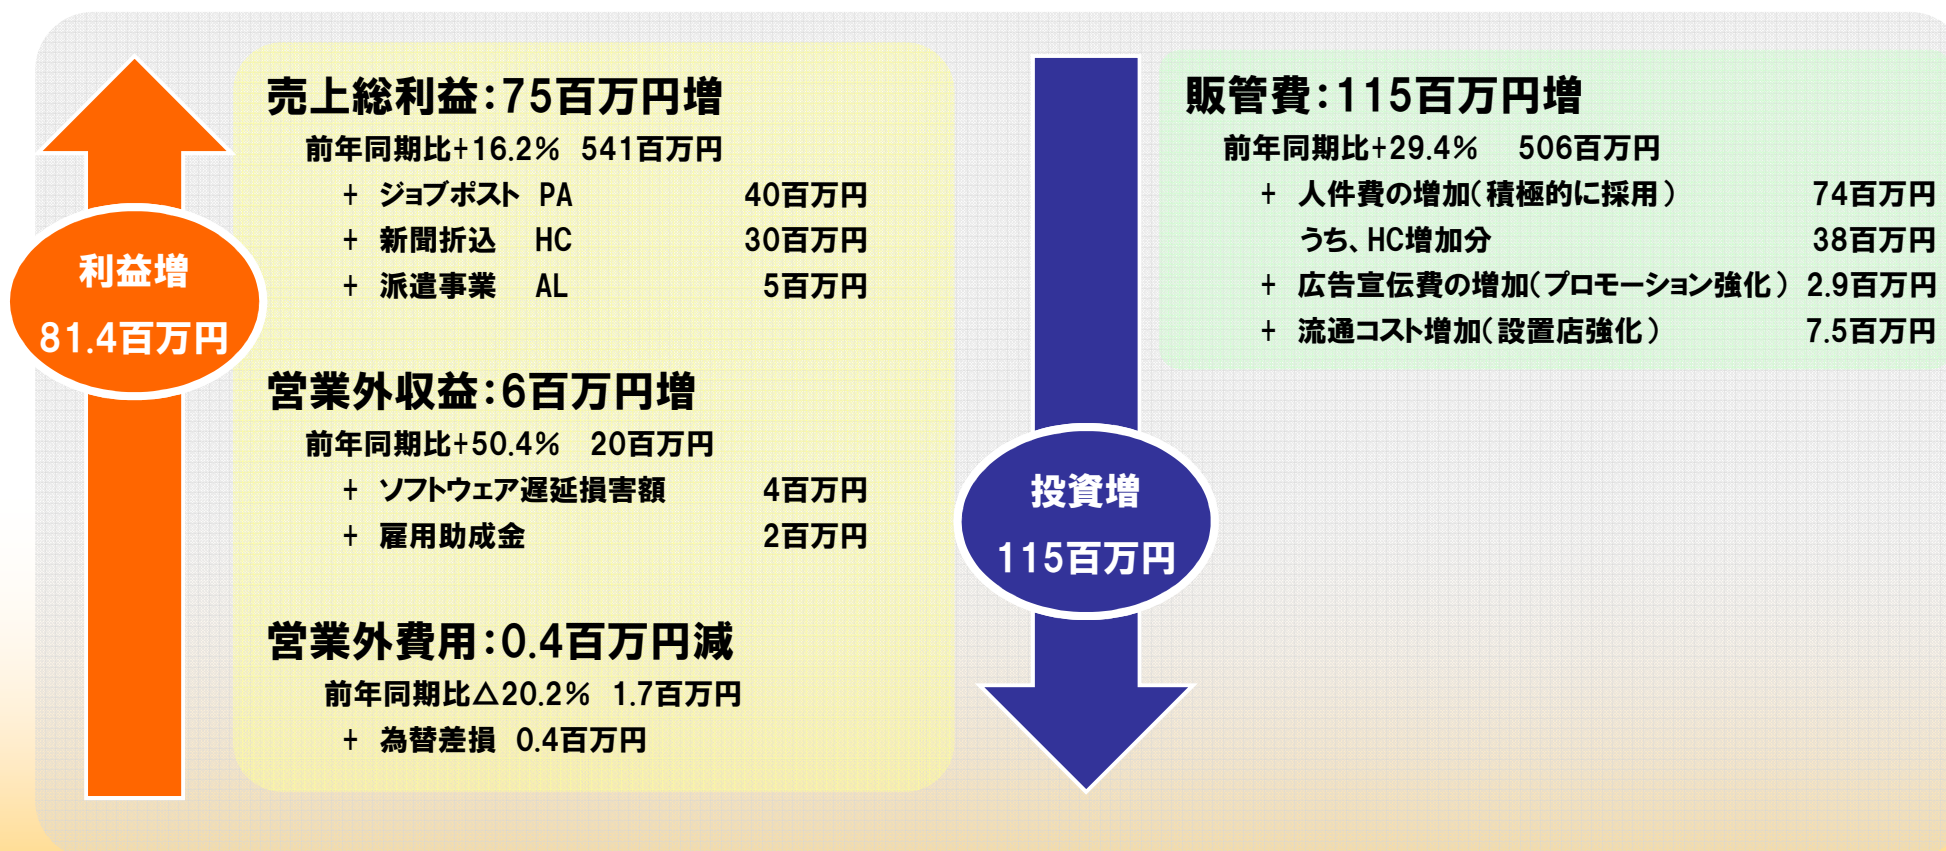 利益増
81.4百万円
売上総利益：75百万円増
前年同期比+16.2% 541百万円
+ ジョブポスト PA 40百万円
+ 新聞折込 HC 30百万円
+ 派遣事業 AL 5百万円
営業外収益：6百万円増
前年同期比+50.4% 20百万円
+ ソフトウェア遅延損害額 4百万円
+ 雇用助成金 2百万円
営業外費用：0.4百万円減
前年同期比△20.2% 1.7百万円
+ 為替差損 0.4百万円
投資増
115百万円
販管費：115百万円増
前年同期比+29.4% 506百万円
+ 人件費の増加（積極的に採用） 74百万円
うち、HC増加分 38百万円
+ 広告宣伝費の増加（プロモーション強化） 2.9百万円
+ 流通コスト増加（設置店強化） 7.5百万円